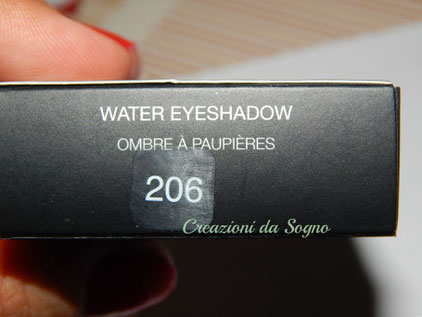 WATER EYESHADOW
OMBRE À PAUPIÈRES
206
Creazioni da Sogno